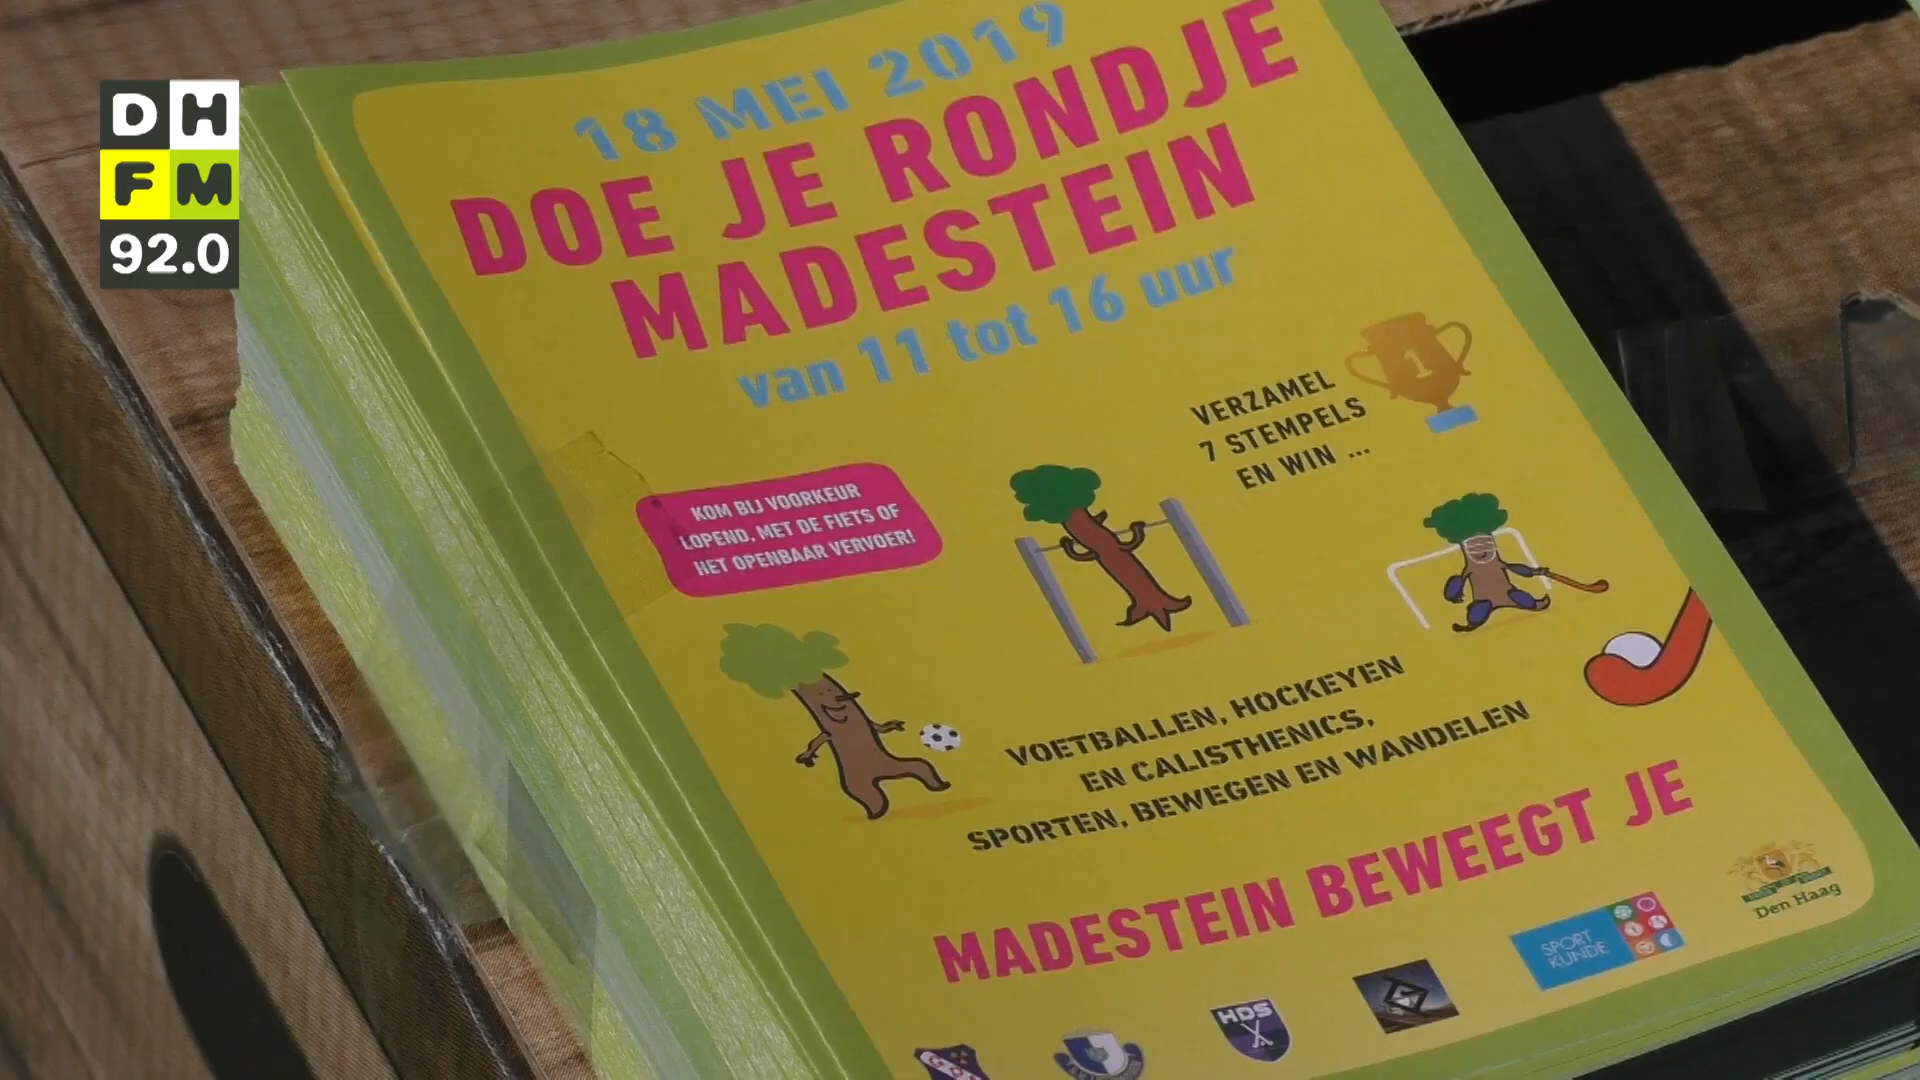 DH
FM
92.0
18 MEI 2019
DOE JE RONDJE
MADESTEIN
van 11 tot 16 uur
VERZAMEL
7 STEMPELS
EN WIN ...
1
KOM BIJ VOORKEUR
LOPEND, MET DE FIETS OF
HET OPENBAAR VERVOER!
VOETBALLEN, HOCKEYEN
EN CALISTHENICS,
SPORTEN, BEWEGEN EN WANDELEN
MADESTEIN BEWEEGT JE
Den Haag
SPORT
KUNDE
HDS